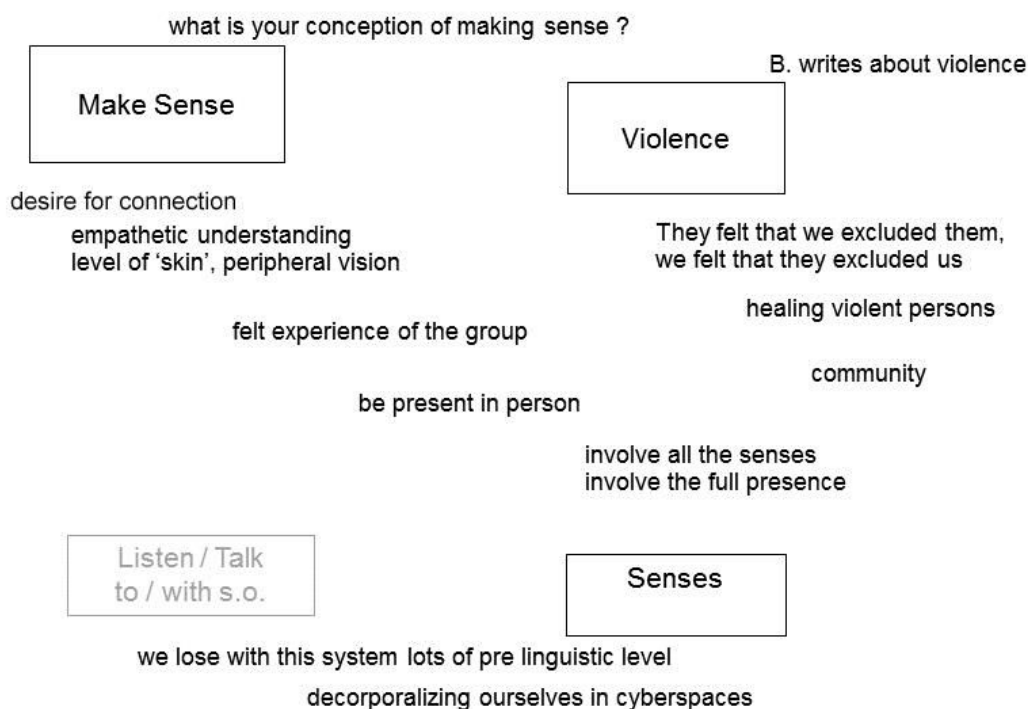 what is your conception of making sense ?
B. writes about violence
Make Sense
Violence
desire for connection
empathetic understanding
level of ‘skin’, peripheral vision
They felt that we excluded them,
we felt that they excluded us
healing violent persons
felt experience of the group
community
be present in person
involve all the senses
involve the full presence
Listen / Talk
to / with s.o.
Senses
we lose with this system lots of pre linguistic level
decorporalizing ourselves in cyberspaces